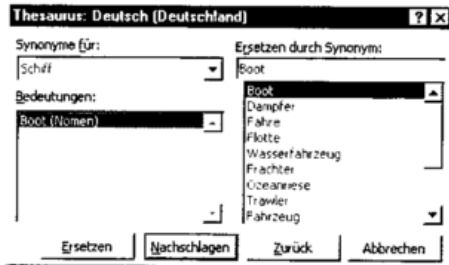 Thesaurus: Deutsch (Deutschland)
Synonyme für:
Schiff
Bedeutungen:
Boot (Nomen)
Ersetzen durch Synonym:
Boot
Boot
Dampfer
Fähre
Flotte
Wasserfahrzeug
Frachter
Ozeanriese
Trawler
Fahrzeug
Ersetzen
Nachschlagen
Zurück
Abbrechen